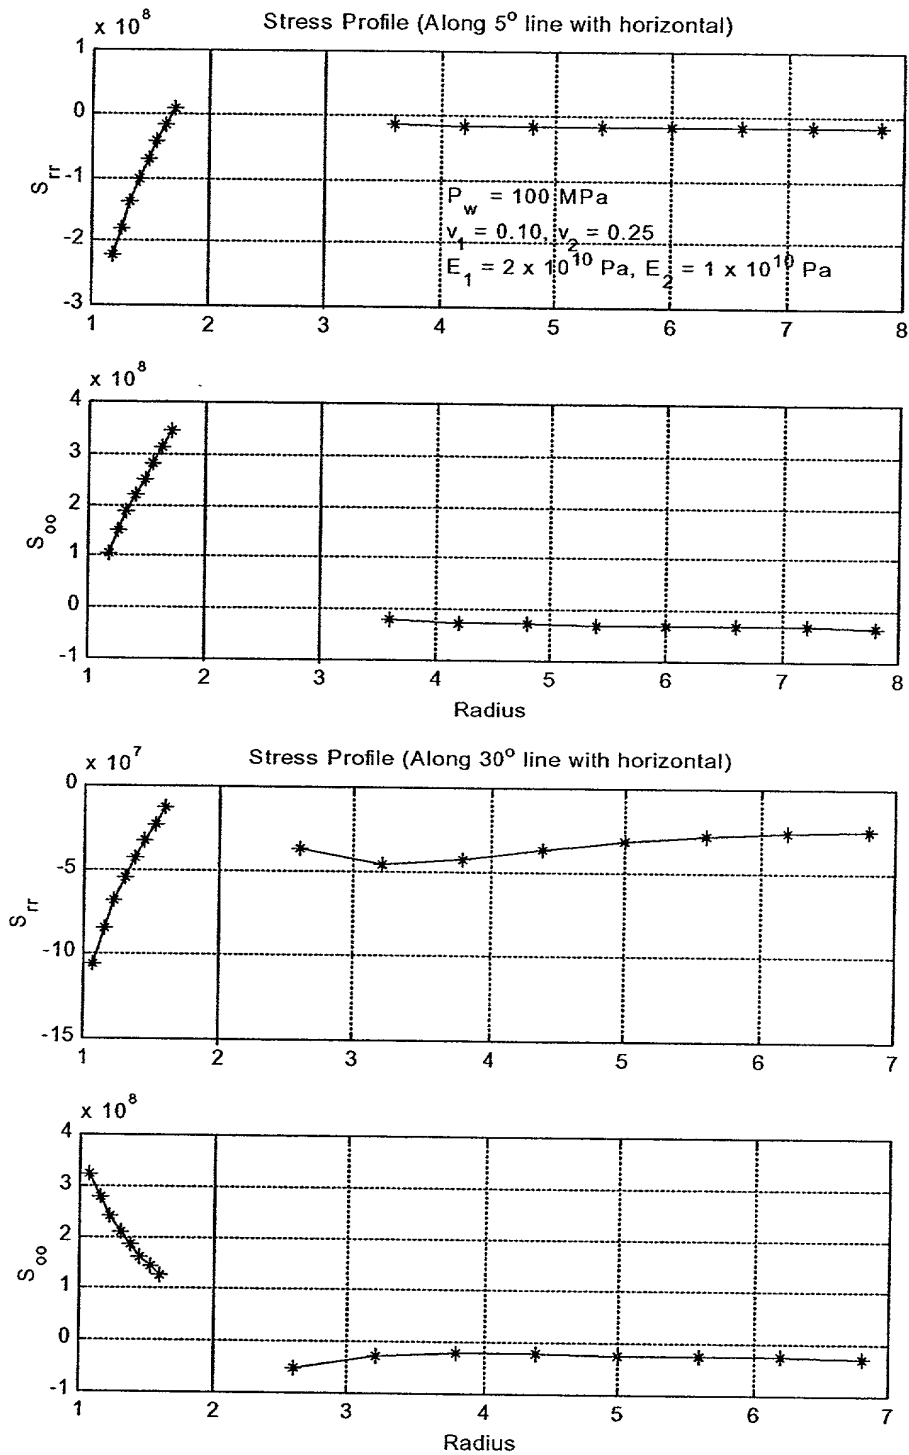 x 10^8 Stress Profile (Along 5° line with horizontal)
1
0
-1
-2
-3
S_rr
P_w = 100 MPa
v_1 = 0.10, v_2 = 0.25
E_1 = 2 x 10^10 Pa, E_2 = 1 x 10^10 Pa
1 2 3 4 5 6 7 8
x 10^8
4
3
2
1
0
-1
S_oo
1 2 3 4 5 6 7 8
Radius
x 10^7 Stress Profile (Along 30° line with horizontal)
0
-5
-10
-15
S_rr
1 2 3 4 5 6 7
x 10^8
4
3
2
1
0
-1
S_oo
1 2 3 4 5 6 7
Radius